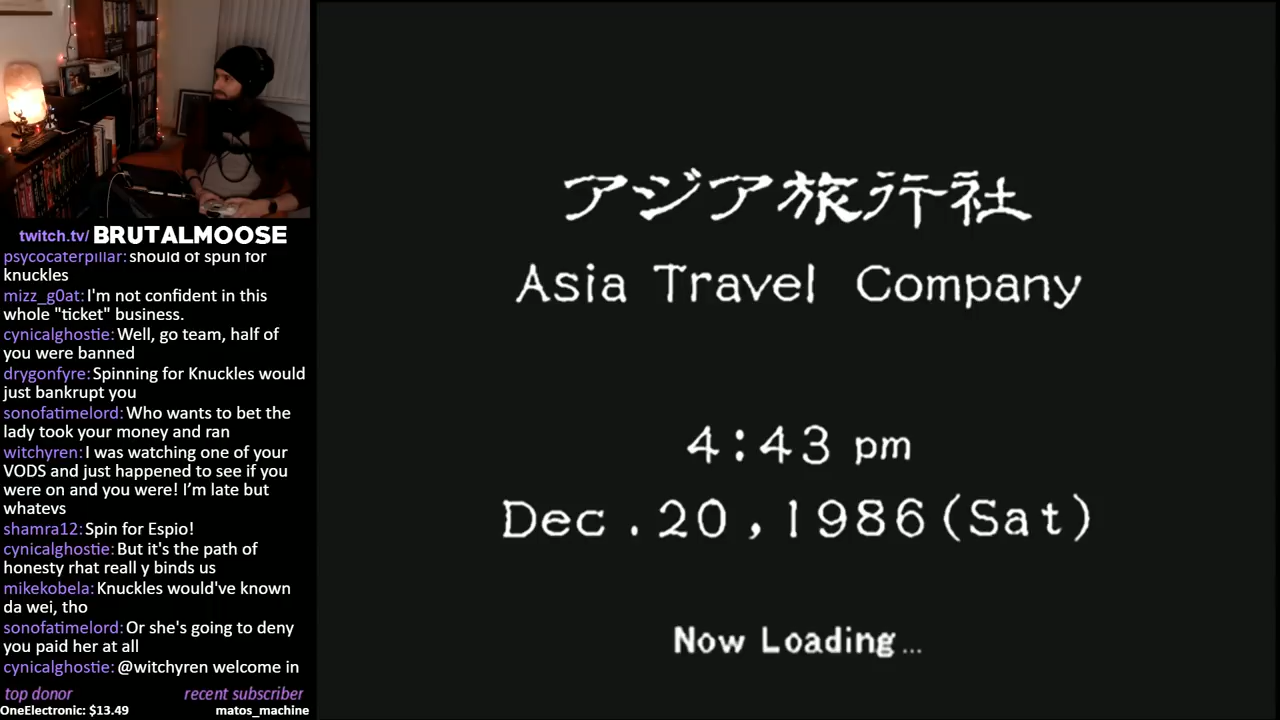 twitch.tv/BRUTALMOOSE
psycocaterpillar: should of spun for
knuckles
mizz_g0at: I'm not confident in this
whole "ticket" business.
cynicalghostie: Well, go team, half of
you were banned
drygonfyre: Spinning for Knuckles would
just bankrupt you
sonofatimelord: Who wants to bet the
lady took your money and ran
witchyren: I was watching one of your
VODS and just happened to see if you
were on and you were! I'm late but
whatevs
shamra12: Spin for Espio!
cynicalghostie: But it's the path of
honesty rhat reall y binds us
mikekobela: Knuckles would've known
da wei, tho
sonofatimelord: Or she's going to deny
you paid her at all
cynicalghostie: @witchyren welcome in
top donor recent subscriber
OneElectronic: $13.49 matos_machine
アジア旅行社
Asia Travel Company
4:43 pm
Dec.20,1986(Sat)
Now Loading...